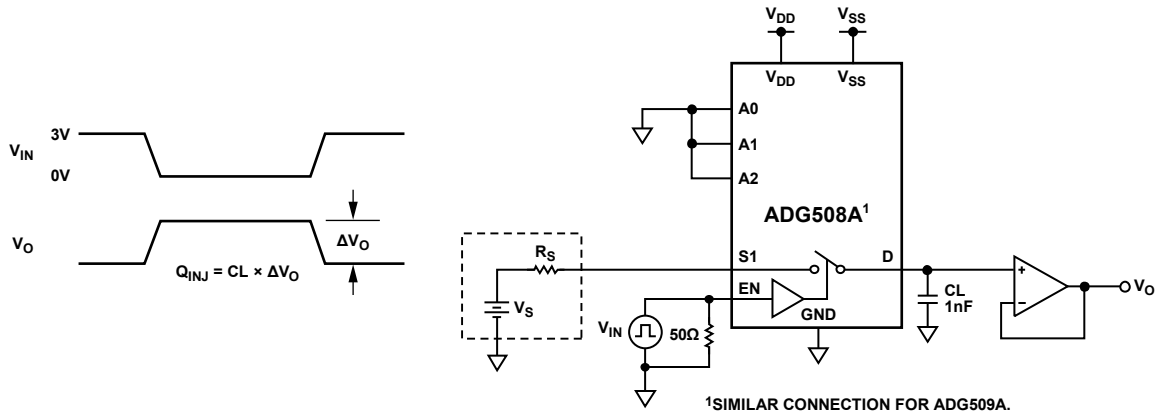 V_IN
3V
0V
V_O
ΔV_O
Q_INJ = CL × ΔV_O
V_DD
V_SS
V_DD
V_SS
A0
A1
A2
ADG508A¹
R_S
S1
D
V_S
EN
GND
V_IN
50Ω
CL
1nF
+
−
V_O
¹SIMILAR CONNECTION FOR ADG509A.